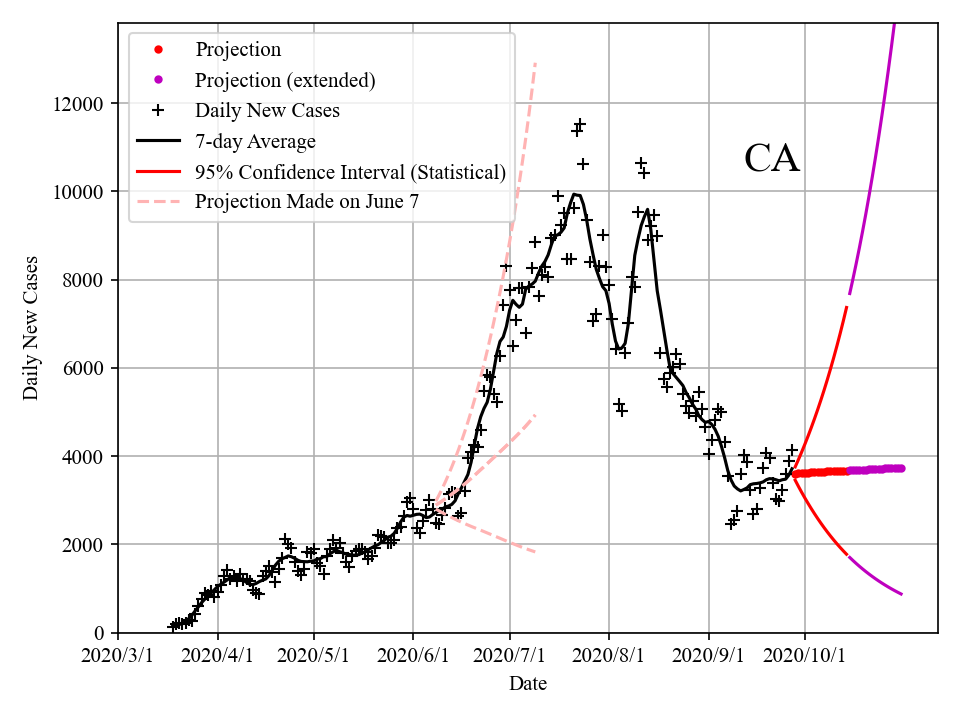 Projection
Projection (extended)
Daily New Cases
7-day Average
95% Confidence Interval (Statistical)
Projection Made on June 7
CA
12000
10000
8000
6000
4000
2000
0
Daily New Cases
2020/3/1 2020/4/1 2020/5/1 2020/6/1 2020/7/1 2020/8/1 2020/9/1 2020/10/1
Date